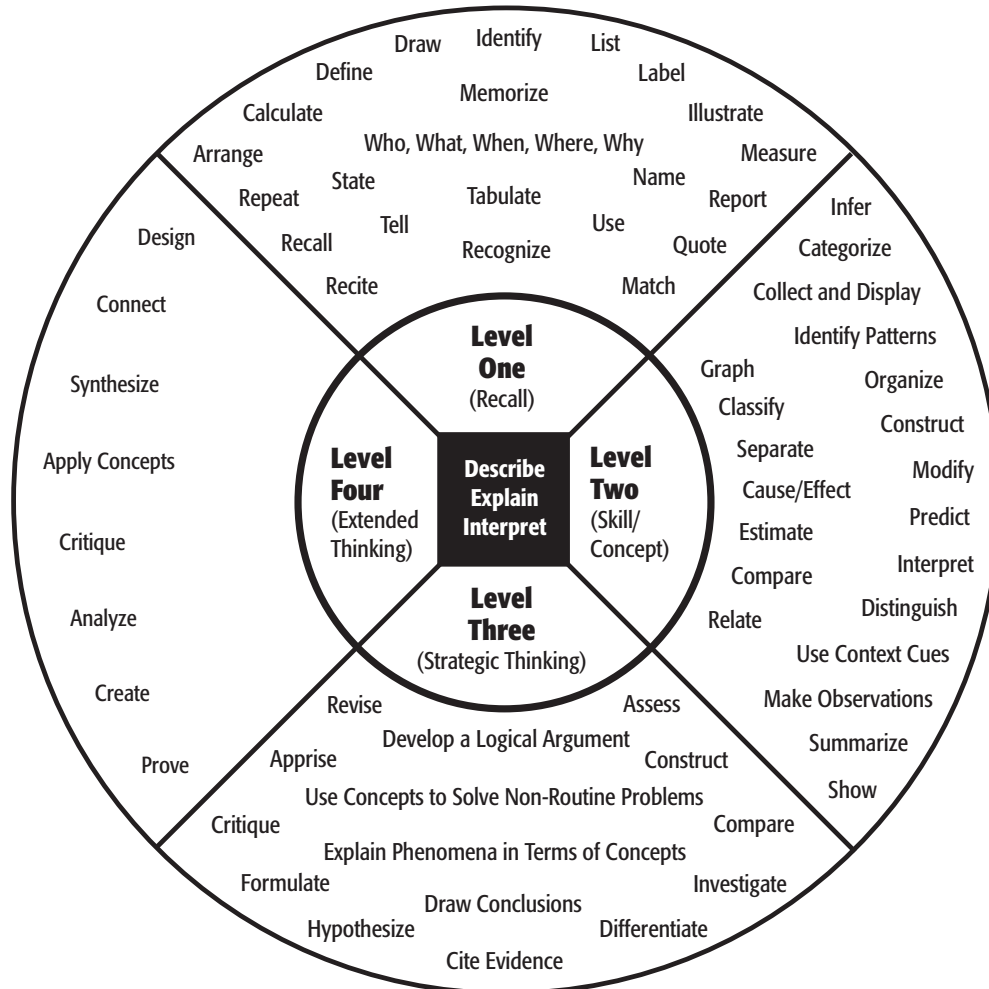 Draw
Identify
List
Define
Label
Memorize
Calculate
Illustrate
Who, What, When, Where, Why
Arrange
Measure
State
Name
Repeat
Tabulate
Report
Tell
Use
Recall
Recognize
Quote
Recite
Match
Level
One
(Recall)
Infer
Categorize
Collect and Display
Identify Patterns
Graph
Organize
Classify
Construct
Separate
Modify
Cause/Effect
Predict
Estimate
Interpret
Compare
Distinguish
Relate
Use Context Cues
Make Observations
Summarize
Show
Level
Two
(Skill/
Concept)
Describe
Explain
Interpret
Level
Three
(Strategic Thinking)
Revise
Assess
Develop a Logical Argument
Apprise
Construct
Use Concepts to Solve Non-Routine Problems
Critique
Compare
Explain Phenomena in Terms of Concepts
Formulate
Investigate
Draw Conclusions
Hypothesize
Differentiate
Cite Evidence
Level
Four
(Extended
Thinking)
Design
Connect
Synthesize
Apply Concepts
Critique
Analyze
Create
Prove